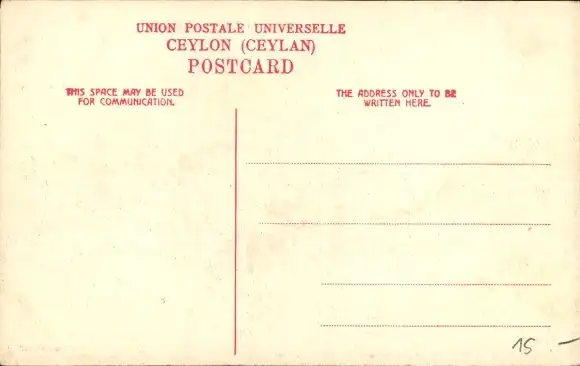 UNION POSTALE UNIVERSELLE
CEYLON (CEYLAN)
POSTCARD
THIS SPACE MAY BE USED
FOR COMMUNICATION.
THE ADDRESS ONLY TO BE
WRITTEN HERE.
15 –